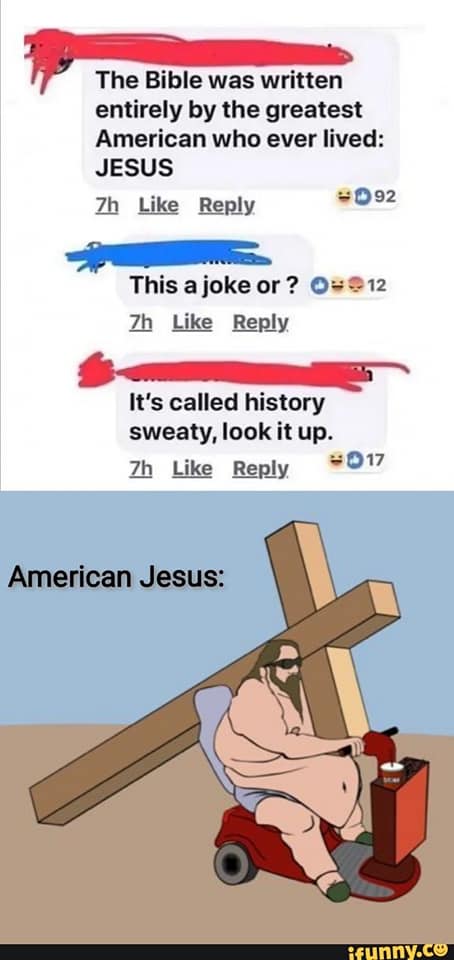 The Bible was written
entirely by the greatest
American who ever lived:
JESUS
7h Like Reply 92
This a joke or ? 12
7h Like Reply
It's called history
sweaty, look it up.
7h Like Reply 17
American Jesus:
ifunny.co